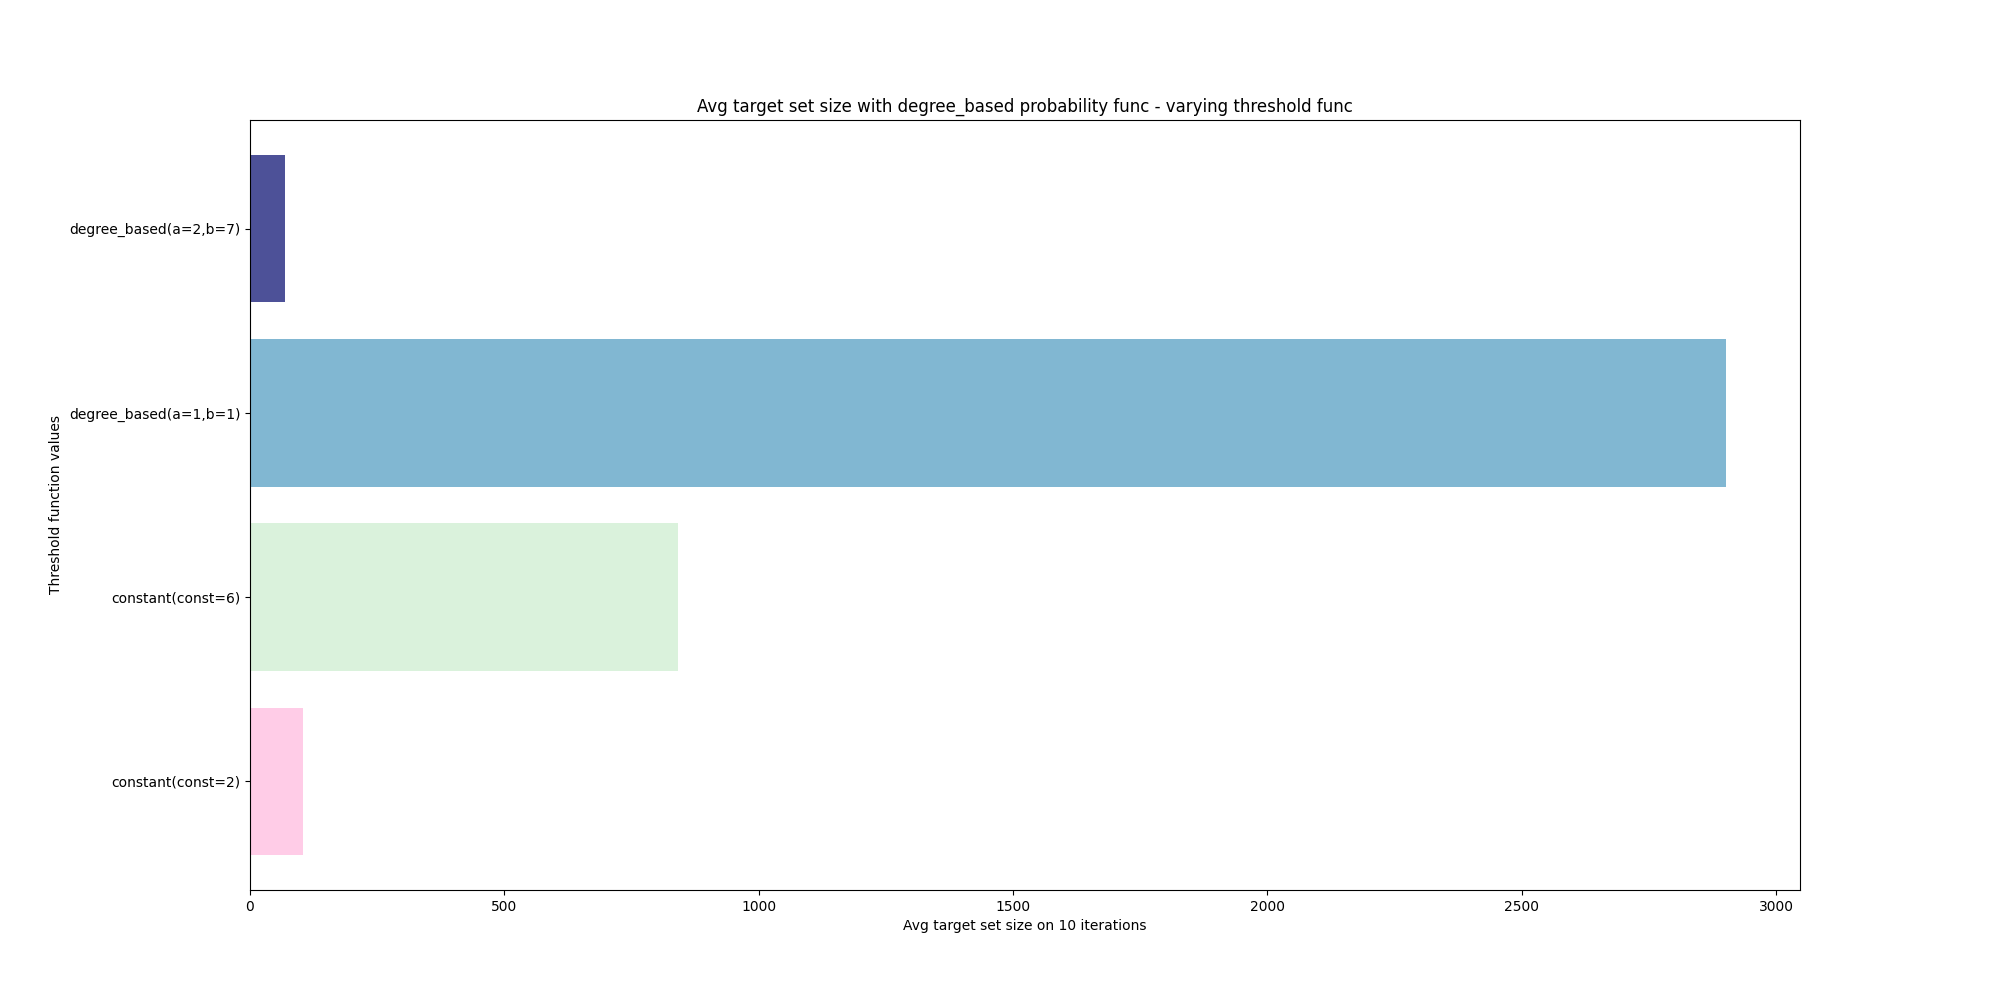 Avg target set size with degree_based probability func - varying threshold func
Threshold function values
degree_based(a=2,b=7)
degree_based(a=1,b=1)
constant(const=6)
constant(const=2)
0 500 1000 1500 2000 2500 3000
Avg target set size on 10 iterations